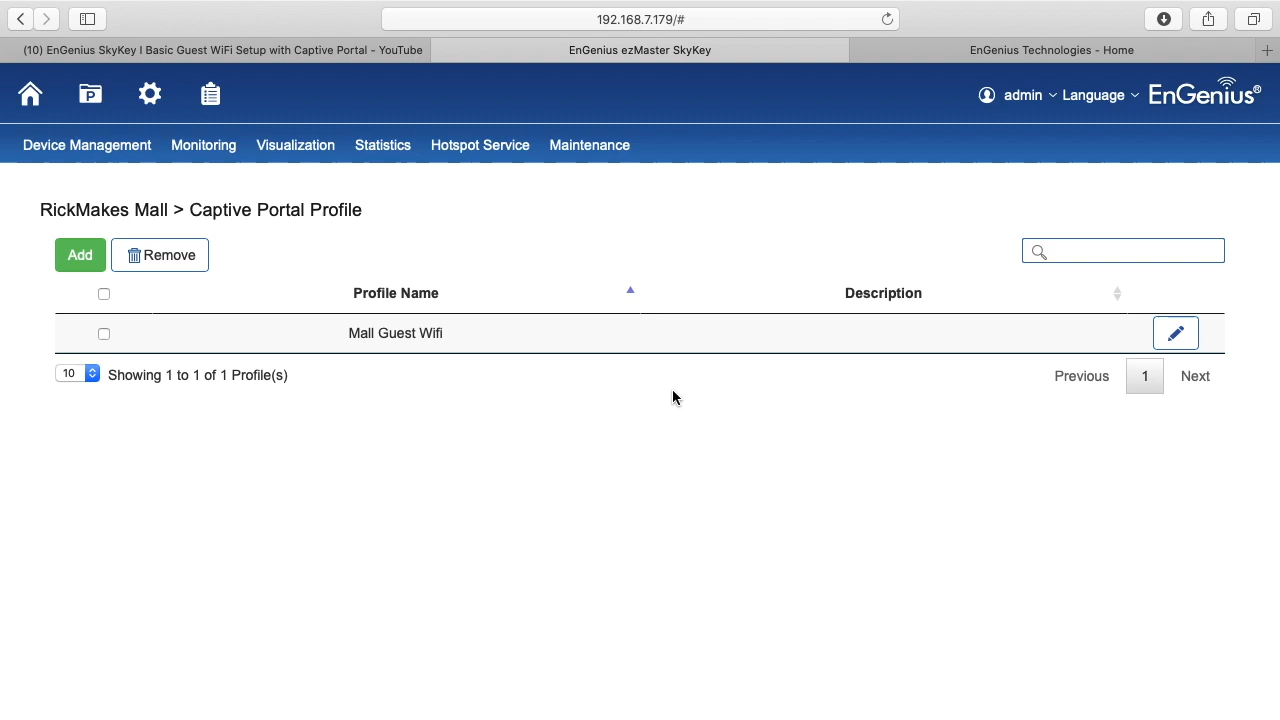 192.168.7.179/#
(10) EnGenius SkyKey I Basic Guest WiFi Setup with Captive Portal - YouTube
EnGenius ezMaster SkyKey
EnGenius Technologies - Home
P
admin
Language
EnGenius®
Device Management
Monitoring
Visualization
Statistics
Hotspot Service
Maintenance
RickMakes Mall > Captive Portal Profile
Add
Remove
Profile Name
Description
Mall Guest Wifi
10
Showing 1 to 1 of 1 Profile(s)
Previous
1
Next